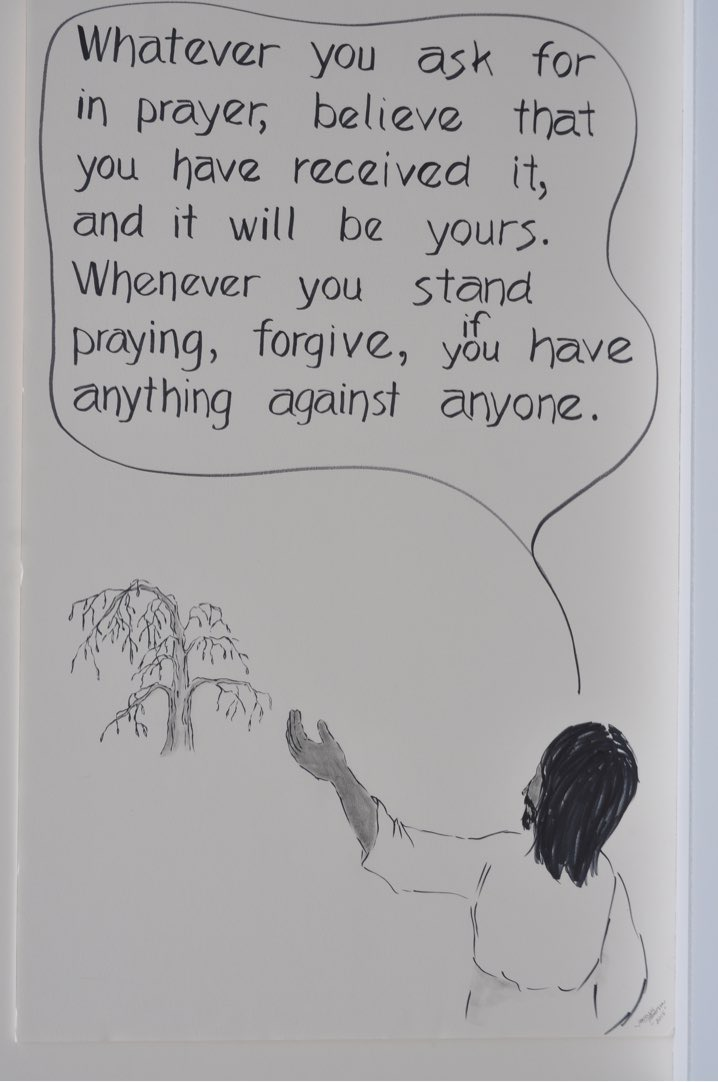 Whatever you ask for
in prayer, believe that
you have received it,
and it will be yours.
Whenever you stand
praying, forgive, if you have
anything against anyone.